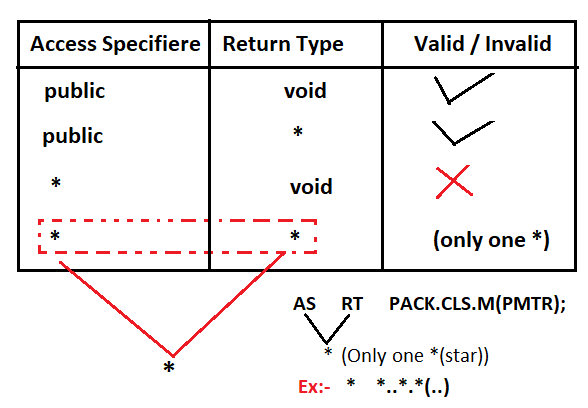 Access Specifiere Return Type Valid / Invalid
public void
public *
* void
* * (only one *)
AS RT PACK.CLS.M(PMTR);
* (Only one *(star))
*
Ex:- * *..*.*(..)